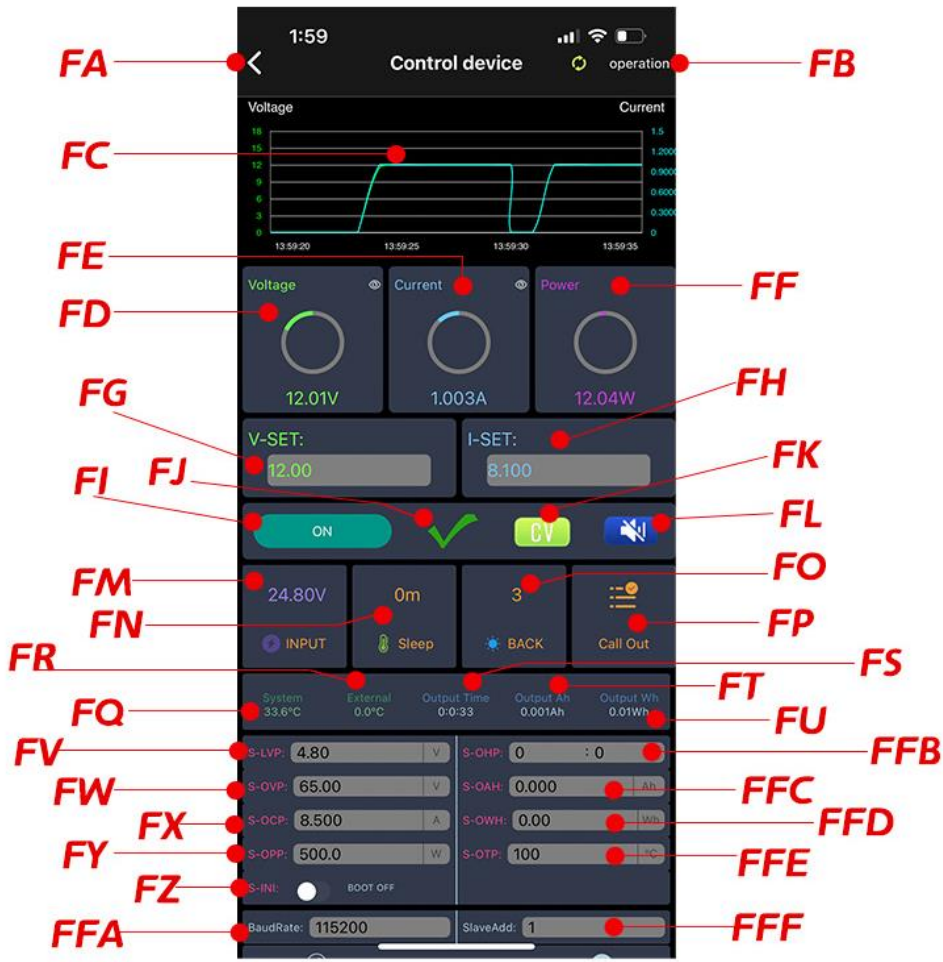 1:59
FA
Control device
operation
FB
Voltage
Current
18
15
12
9
6
3
0
1.5
1.2000
0.9000
0.6000
0.3000
0
FC
13:59:20
13:59:25
13:59:30
13:59:35
FE
FD
Voltage
Current
Power
FF
12.01V
1.003A
12.04W
FG
FH
V-SET:
I-SET:
12.00
8.100
FI
FJ
FK
ON
CV
FL
FM
24.80V
0m
3
FO
FN
INPUT
Sleep
BACK
Call Out
FP
FR
FS
System
External
Output Time
Output Ah
Output Wh
FT
FQ
33.6°C
0.0°C
0:0:33
0.001Ah
0.01Wh
FU
FV
S-LVP: 4.80 V
S-OHP: 0 : 0
FFB
FW
S-OVP: 65.00 V
S-OAH: 0.000 Ah
FFC
FX
S-OCP: 8.500 A
S-OWH: 0.00 Wh
FFD
FY
S-OPP: 500.0 W
S-OTP: 100 °C
FFE
FZ
S-INI:
BOOT OFF
FFA
BaudRate: 115200
SlaveAdd: 1
FFF